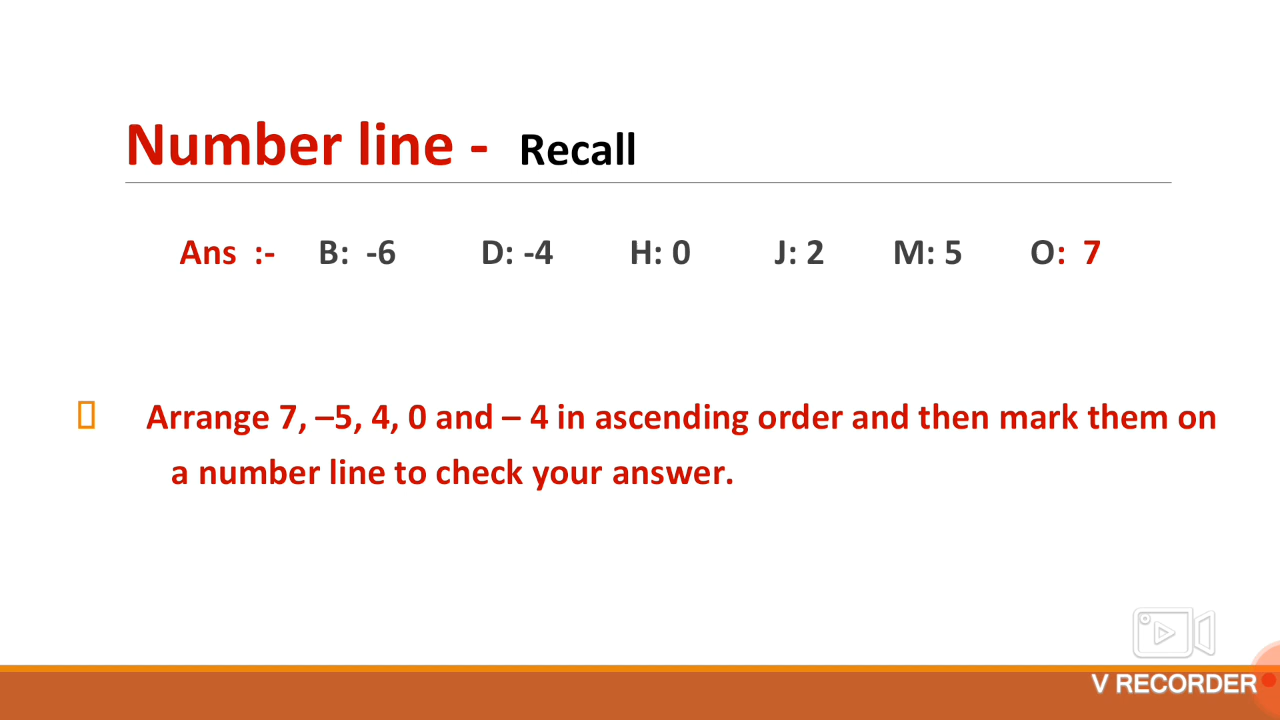 Number line - Recall
Ans :- B: -6 D: -4 H: 0 J: 2 M: 5 O: 7
Arrange 7, –5, 4, 0 and – 4 in ascending order and then mark them on
a number line to check your answer.
V RECORDER